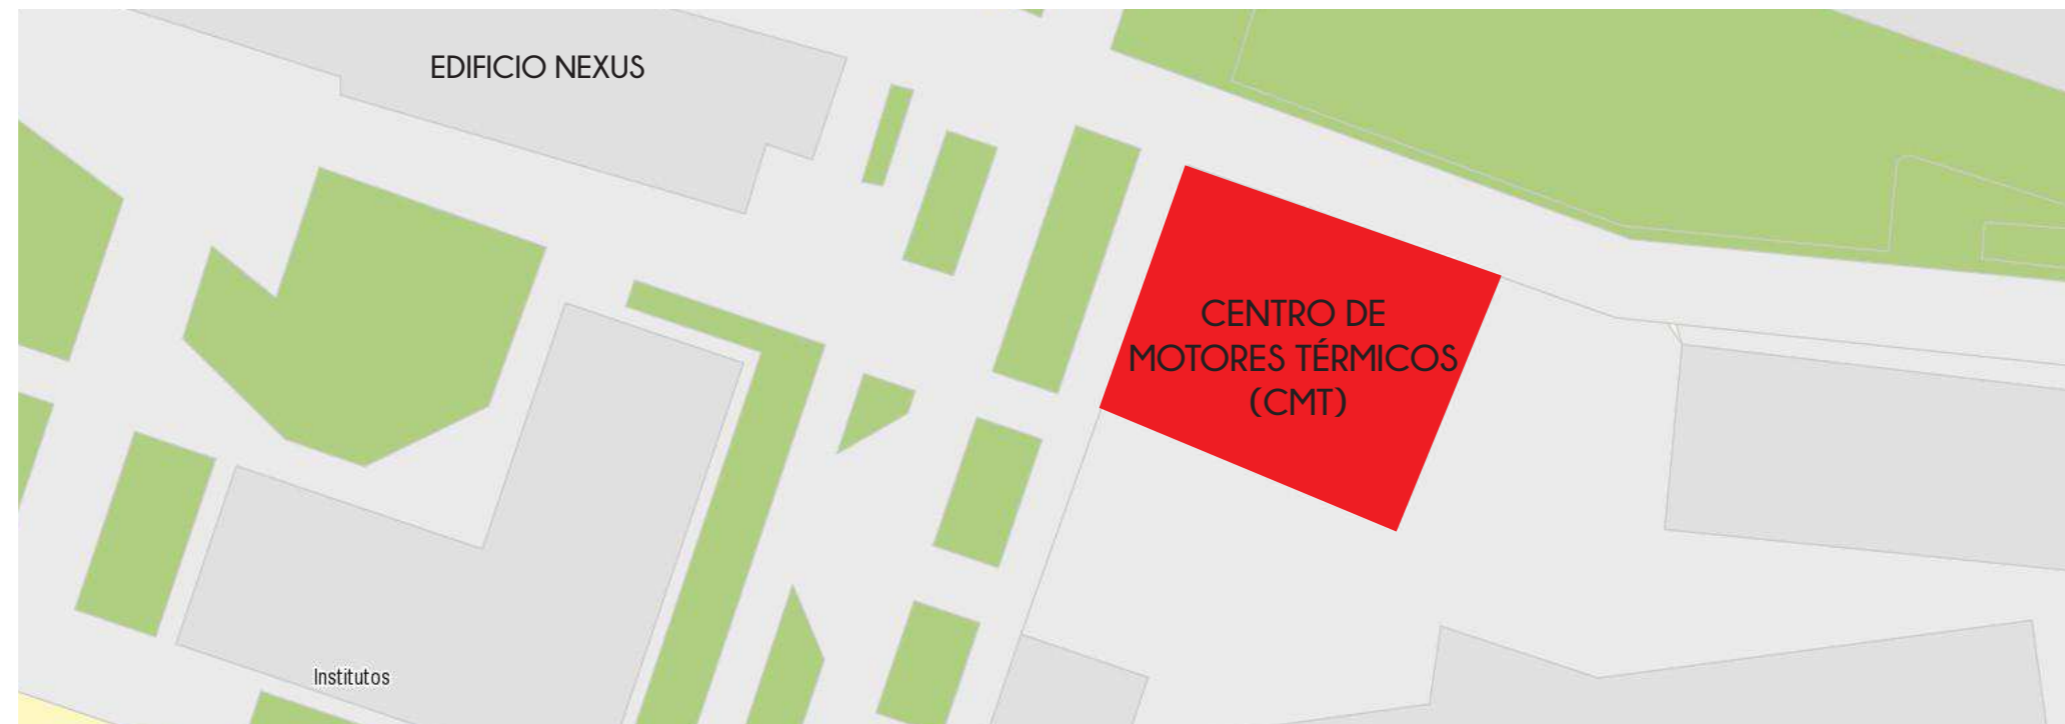 EDIFICIO NEXUS
CENTRO DE
MOTORES TÉRMICOS
(CMT)
Institutos